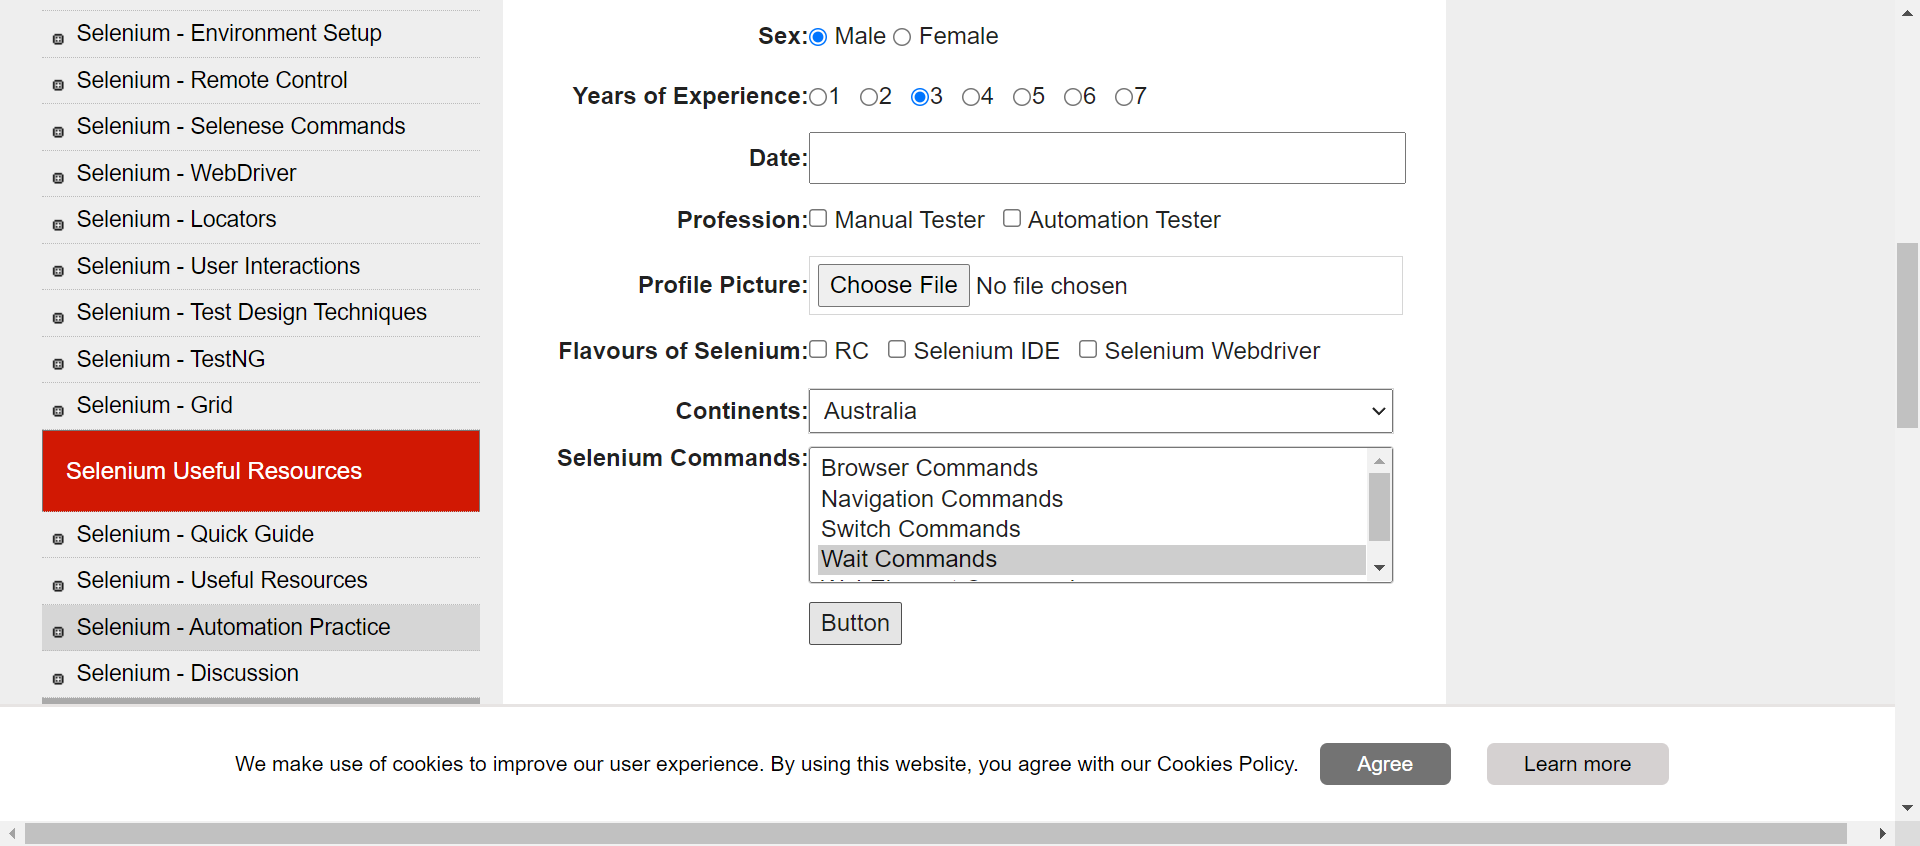 Selenium - Environment Setup
Selenium - Remote Control
Selenium - Selenese Commands
Selenium - WebDriver
Selenium - Locators
Selenium - User Interactions
Selenium - Test Design Techniques
Selenium - TestNG
Selenium - Grid
Selenium Useful Resources
Selenium - Quick Guide
Selenium - Useful Resources
Selenium - Automation Practice
Selenium - Discussion
Sex: Male Female
Years of Experience: 1 2 3 4 5 6 7
Date:
Profession: Manual Tester Automation Tester
Profile Picture: Choose File No file chosen
Flavours of Selenium: RC Selenium IDE Selenium Webdriver
Continents: Australia
Selenium Commands: Browser Commands
Navigation Commands
Switch Commands
Wait Commands
Button
We make use of cookies to improve our user experience. By using this website, you agree with our Cookies Policy. Agree Learn more